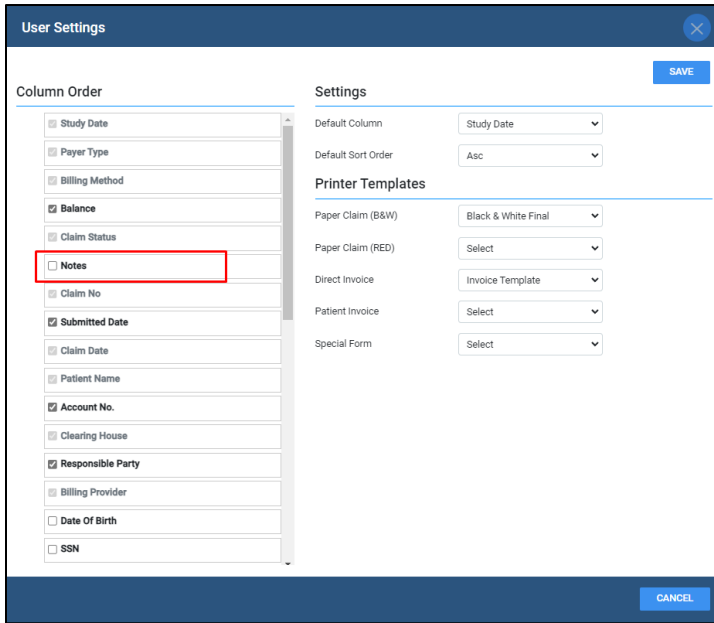 User Settings
SAVE
Column Order
Study Date
Payer Type
Billing Method
Balance
Claim Status
Notes
Claim No
Submitted Date
Claim Date
Patient Name
Account No.
Clearing House
Responsible Party
Billing Provider
Date Of Birth
SSN
Settings
Default Column Study Date
Default Sort Order Asc
Printer Templates
Paper Claim (B&W) Black & White Final
Paper Claim (RED) Select
Direct Invoice Invoice Template
Patient Invoice Select
Special Form Select
CANCEL